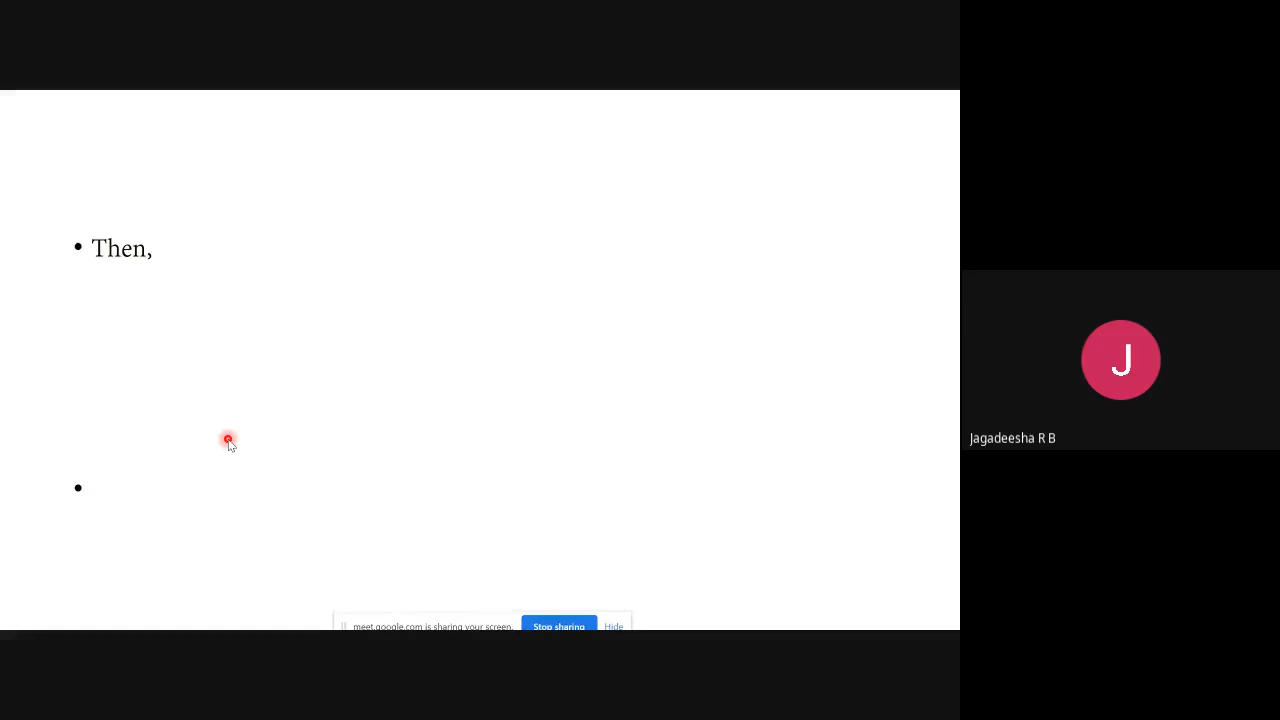 • Then,
•
meet.google.com is sharing your screen. Stop sharing Hide
J
Jagadeesha R B